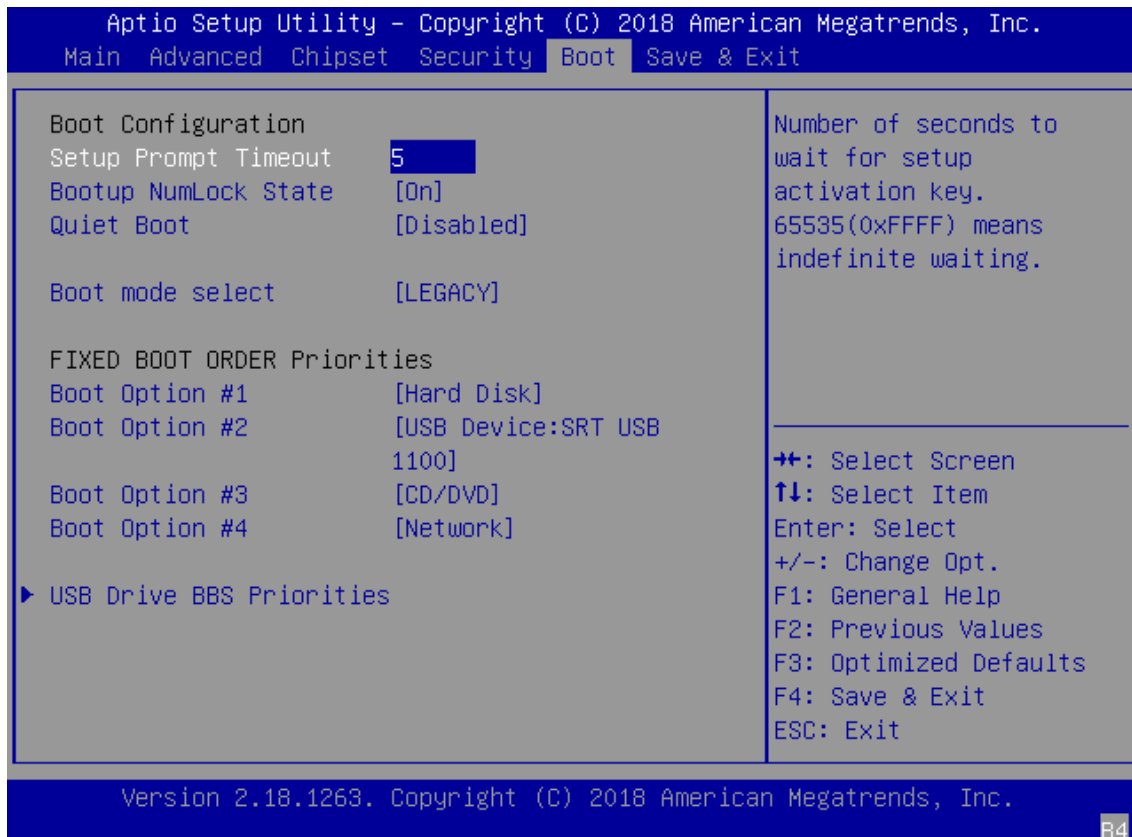 Aptio Setup Utility – Copyright (C) 2018 American Megatrends, Inc.
Main Advanced Chipset Security Boot Save & Exit
Boot Configuration
Setup Prompt Timeout 5
Bootup NumLock State [On]
Quiet Boot [Disabled]
Boot mode select [LEGACY]
FIXED BOOT ORDER Priorities
Boot Option #1 [Hard Disk]
Boot Option #2 [USB Device:SRT USB
1100]
Boot Option #3 [CD/DVD]
Boot Option #4 [Network]
▶ USB Drive BBS Priorities
Number of seconds to
wait for setup
activation key.
65535(0xFFFF) means
indefinite waiting.
→←: Select Screen
↑↓: Select Item
Enter: Select
+/-: Change Opt.
F1: General Help
F2: Previous Values
F3: Optimized Defaults
F4: Save & Exit
ESC: Exit
Version 2.18.1263. Copyright (C) 2018 American Megatrends, Inc.
B4